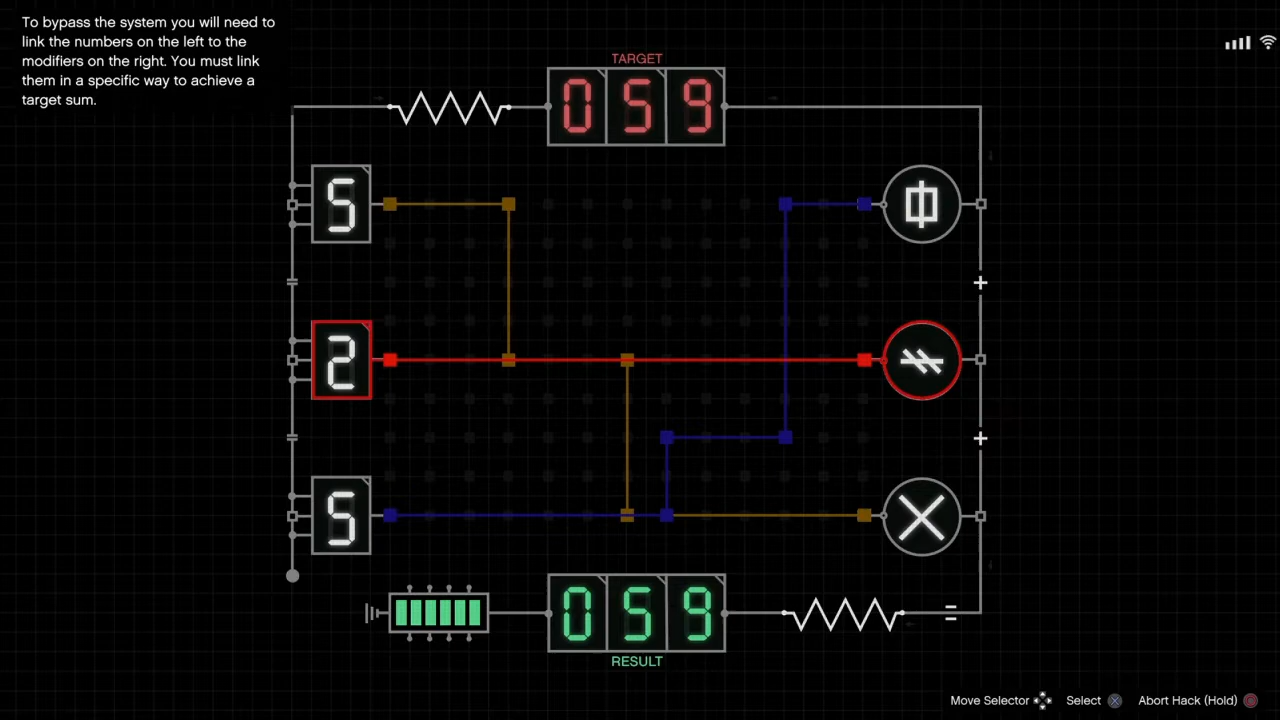 To bypass the system you will need to
link the numbers on the left to the
modifiers on the right. You must link
them in a specific way to achieve a
target sum.
TARGET
059
5
2
5
059
RESULT
Move Selector
Select
Abort Hack (Hold)